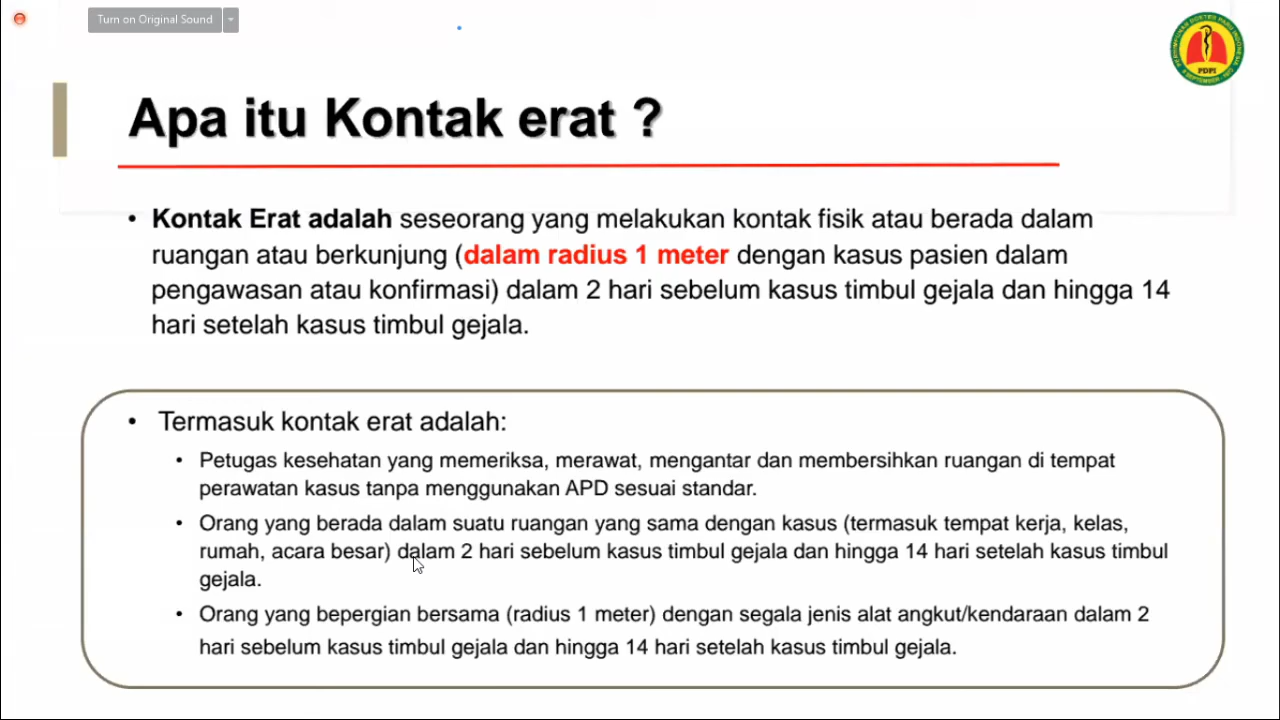 Turn on Original Sound
PDPI
Apa itu Kontak erat ?
• Kontak Erat adalah seseorang yang melakukan kontak fisik atau berada dalam
ruangan atau berkunjung (dalam radius 1 meter dengan kasus pasien dalam
pengawasan atau konfirmasi) dalam 2 hari sebelum kasus timbul gejala dan hingga 14
hari setelah kasus timbul gejala.
• Termasuk kontak erat adalah:
• Petugas kesehatan yang memeriksa, merawat, mengantar dan membersihkan ruangan di tempat
perawatan kasus tanpa menggunakan APD sesuai standar.
• Orang yang berada dalam suatu ruangan yang sama dengan kasus (termasuk tempat kerja, kelas,
rumah, acara besar) dalam 2 hari sebelum kasus timbul gejala dan hingga 14 hari setelah kasus timbul
gejala.
• Orang yang bepergian bersama (radius 1 meter) dengan segala jenis alat angkut/kendaraan dalam 2
hari sebelum kasus timbul gejala dan hingga 14 hari setelah kasus timbul gejala.